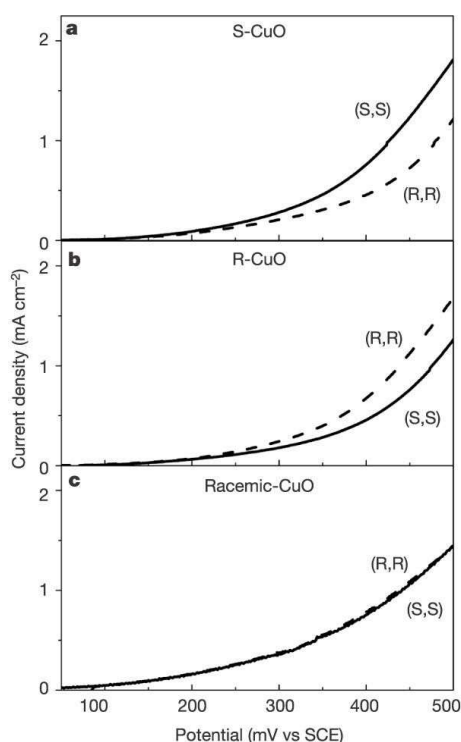 a
S-CuO
2
(S,S)
1
(R,R)
0
b
R-CuO
2
(R,R)
1
(S,S)
0
c
Racemic-CuO
2
(R,R)
1
(S,S)
0
100 200 300 400 500
Potential (mV vs SCE)
Current density (mA cm⁻²)